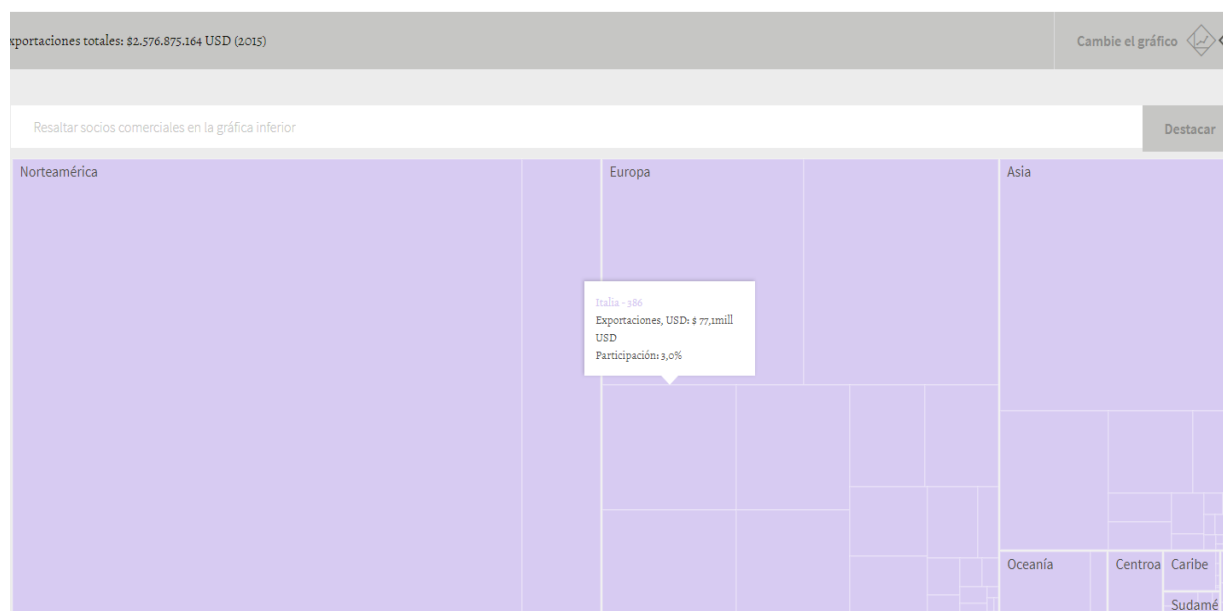 xportaciones totales: $2.576.875.164 USD (2015)
Cambie el gráfico
Resaltar socios comerciales en la gráfica inferior
Destacar
Norteamérica
Europa
Asia
Italia - 386
Exportaciones, USD: $ 77,1mill
USD
Participación: 3,0%
Oceanía
Centroa
Caribe
Sudamé